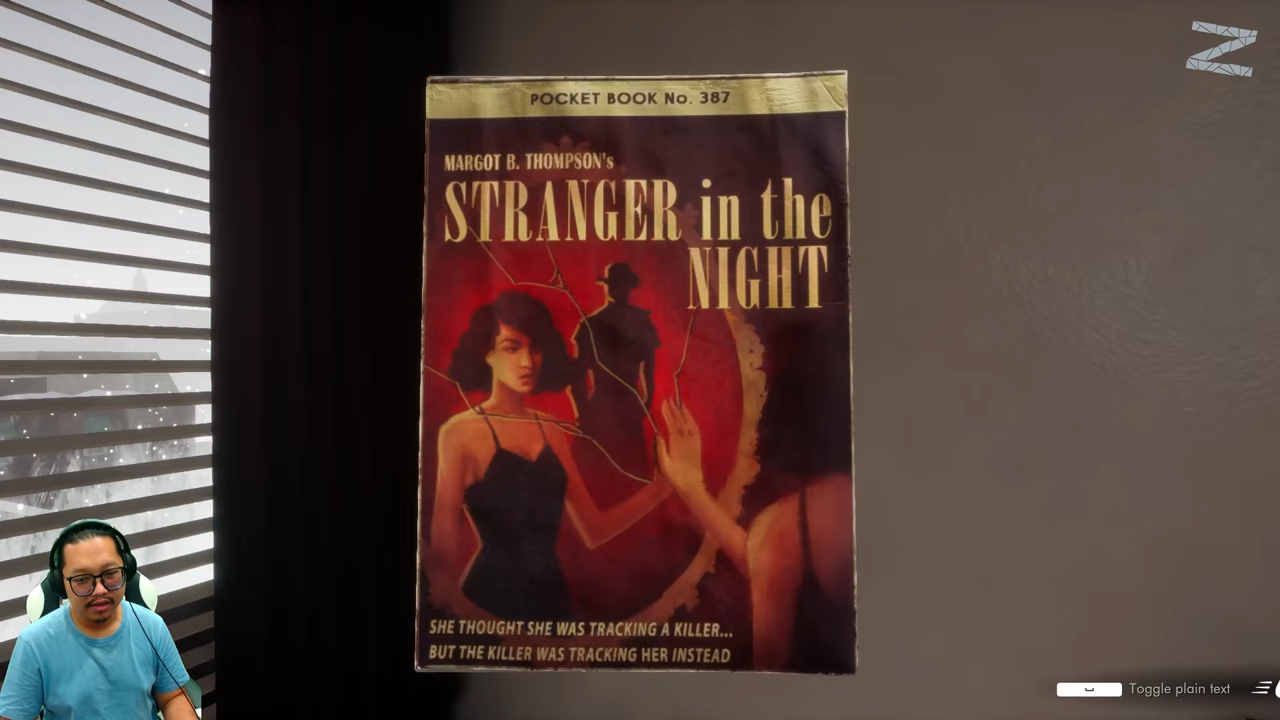 POCKET BOOK No. 387
MARGOT B. THOMPSON's
STRANGER in the
NIGHT
SHE THOUGHT SHE WAS TRACKING A KILLER...
BUT THE KILLER WAS TRACKING HER INSTEAD
Toggle plain text
Z